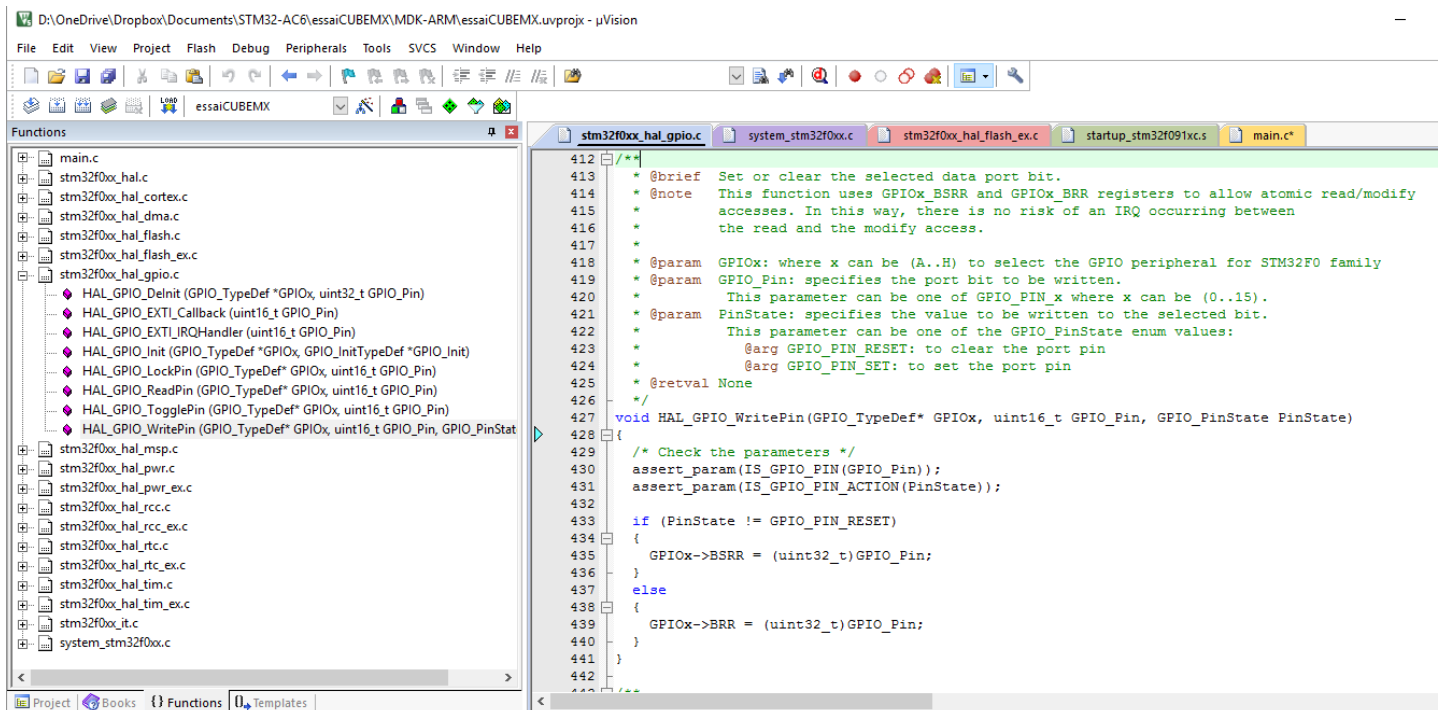 D:\OneDrive\Dropbox\Documents\STM32-AC6\essaiCUBEMX\MDK-ARM\essaiCUBEMX.uvprojx - µVision
File Edit View Project Flash Debug Peripherals Tools SVCS Window Help
LOAD essaiCUBEMX
Functions
main.c
stm32f0xx_hal.c
stm32f0xx_hal_cortex.c
stm32f0xx_hal_dma.c
stm32f0xx_hal_flash.c
stm32f0xx_hal_flash_ex.c
stm32f0xx_hal_gpio.c
HAL_GPIO_DeInit (GPIO_TypeDef *GPIOx, uint32_t GPIO_Pin)
HAL_GPIO_EXTI_Callback (uint16_t GPIO_Pin)
HAL_GPIO_EXTI_IRQHandler (uint16_t GPIO_Pin)
HAL_GPIO_Init (GPIO_TypeDef *GPIOx, GPIO_InitTypeDef *GPIO_Init)
HAL_GPIO_LockPin (GPIO_TypeDef* GPIOx, uint16_t GPIO_Pin)
HAL_GPIO_ReadPin (GPIO_TypeDef* GPIOx, uint16_t GPIO_Pin)
HAL_GPIO_TogglePin (GPIO_TypeDef* GPIOx, uint16_t GPIO_Pin)
HAL_GPIO_WritePin (GPIO_TypeDef* GPIOx, uint16_t GPIO_Pin, GPIO_PinStat
stm32f0xx_hal_msp.c
stm32f0xx_hal_pwr.c
stm32f0xx_hal_pwr_ex.c
stm32f0xx_hal_rcc.c
stm32f0xx_hal_rcc_ex.c
stm32f0xx_hal_rtc.c
stm32f0xx_hal_rtc_ex.c
stm32f0xx_hal_tim.c
stm32f0xx_hal_tim_ex.c
stm32f0xx_it.c
system_stm32f0xx.c
Project Books {} Functions 0 Templates
stm32f0xx_hal_gpio.c system_stm32f0xx.c stm32f0xx_hal_flash_ex.c startup_stm32f091xc.s main.c*
412 /**
413 * @brief Set or clear the selected data port bit.
414 * @note This function uses GPIOx_BSRR and GPIOx_BRR registers to allow atomic read/modify
415 * accesses. In this way, there is no risk of an IRQ occurring between
416 * the read and the modify access.
417 *
418 * @param GPIOx: where x can be (A..H) to select the GPIO peripheral for STM32F0 family
419 * @param GPIO_Pin: specifies the port bit to be written.
420 * This parameter can be one of GPIO_PIN_x where x can be (0..15).
421 * @param PinState: specifies the value to be written to the selected bit.
422 * This parameter can be one of the GPIO_PinState enum values:
423 * @arg GPIO_PIN_RESET: to clear the port pin
424 * @arg GPIO_PIN_SET: to set the port pin
425 * @retval None
426 */
427 void HAL_GPIO_WritePin(GPIO_TypeDef* GPIOx, uint16_t GPIO_Pin, GPIO_PinState PinState)
428 {
429 /* Check the parameters */
430 assert_param(IS_GPIO_PIN(GPIO_Pin));
431 assert_param(IS_GPIO_PIN_ACTION(PinState));
432
433 if (PinState != GPIO_PIN_RESET)
434 {
435 GPIOx->BSRR = (uint32_t)GPIO_Pin;
436 }
437 else
438 {
439 GPIOx->BRR = (uint32_t)GPIO_Pin;
440 }
441 }
442